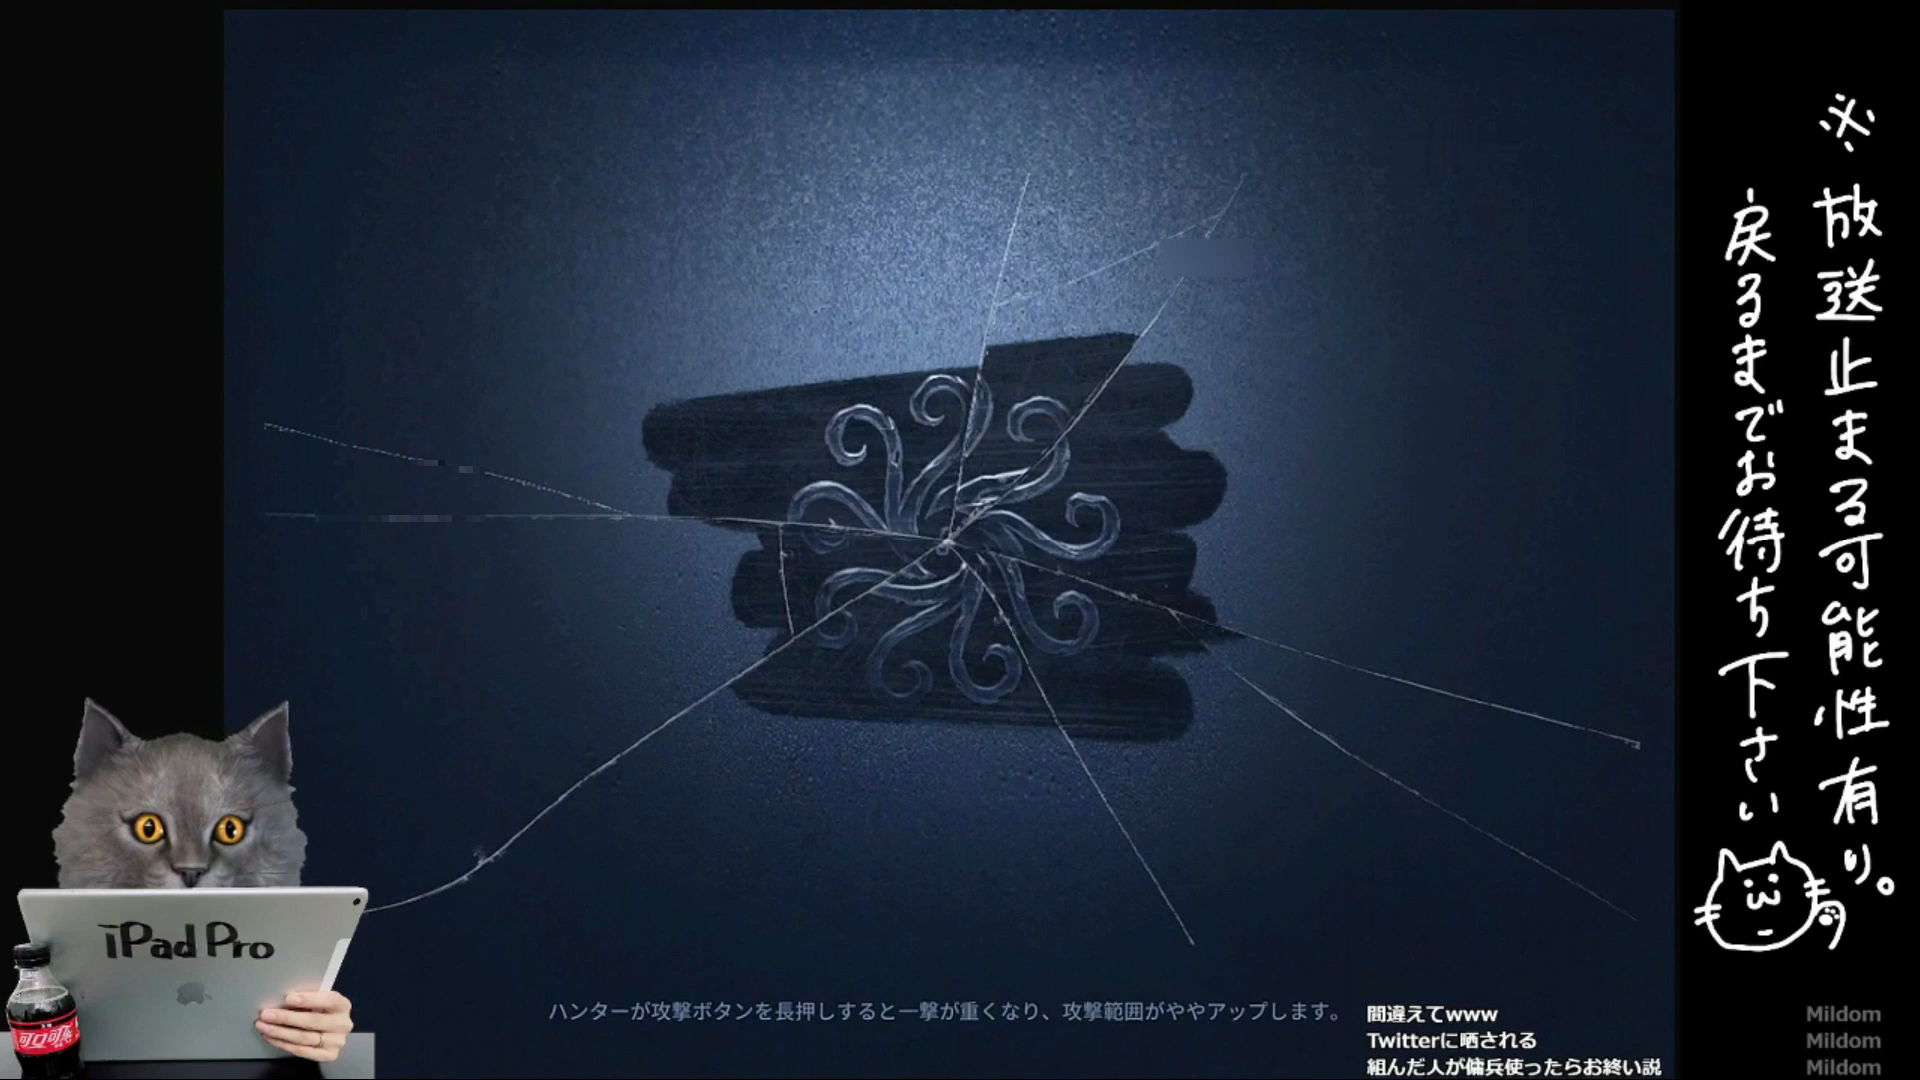 ※放送止まる可能性有り。
戻るまでお待ち下さい
iPad Pro
可口可乐
ハンターが攻撃ボタンを長押しすると一撃が重くなり、攻撃範囲がややアップします。
間違えてwww
Twitterに晒される
組んだ人が傭兵使ったらお終い説
Mildom
Mildom
Mildom